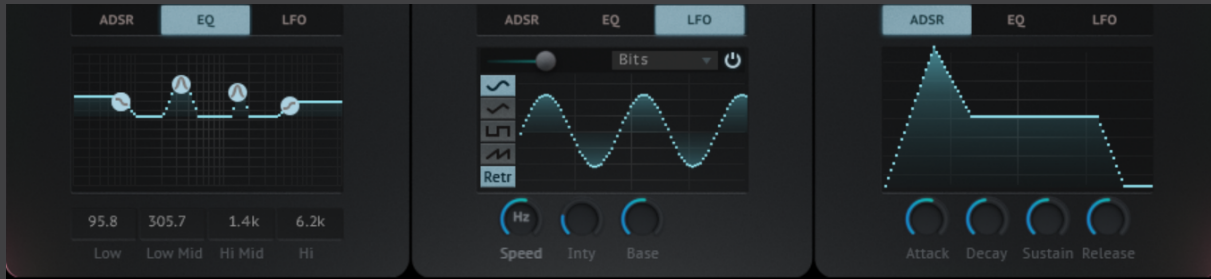 ADSR EQ LFO
95.8 305.7 1.4k 6.2k
Low Low Mid Hi Mid Hi
ADSR EQ LFO
Bits
Retr
Hz
Speed Inty Base
ADSR EQ LFO
Attack Decay Sustain Release